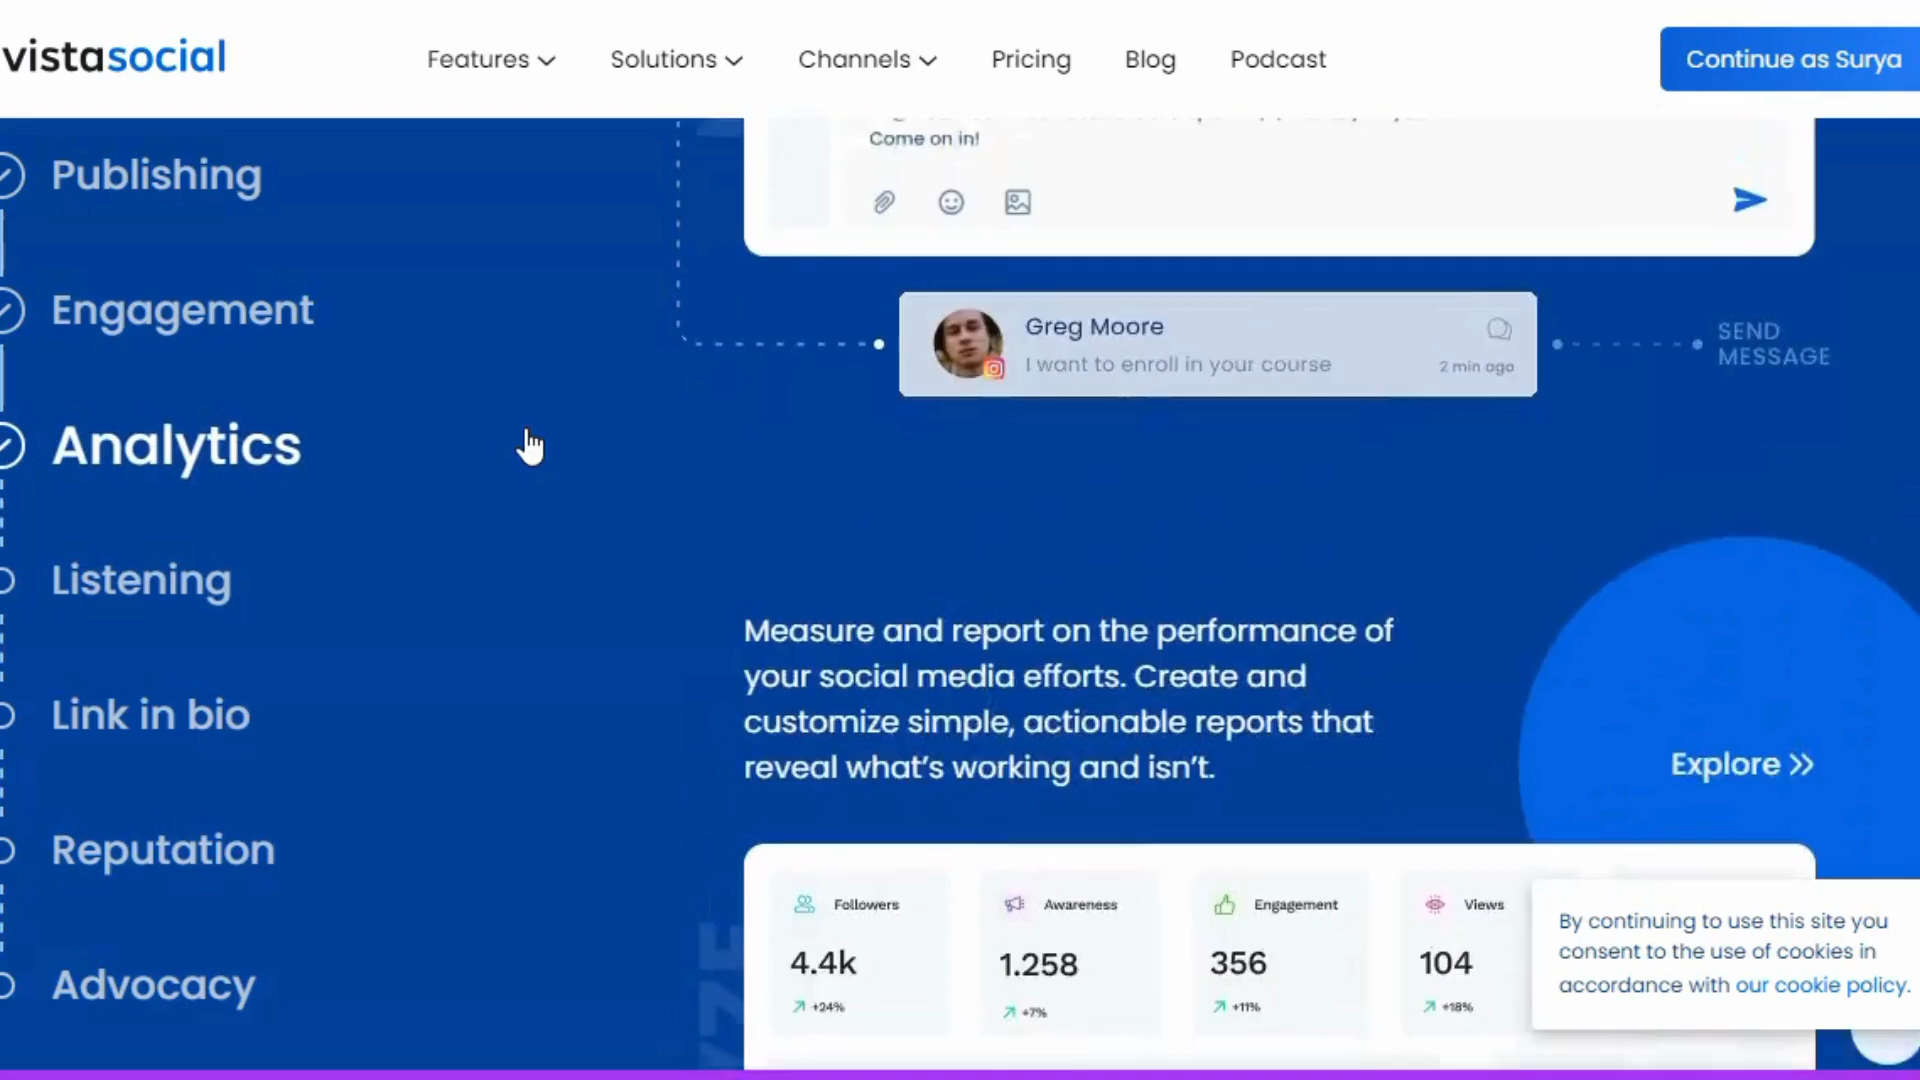 vistasocial
Features
Solutions
Channels
Pricing
Blog
Podcast
Continue as Surya
Publishing
Engagement
Analytics
Listening
Link in bio
Reputation
Advocacy
Come on in!
Greg Moore
I want to enroll in your course
2 min ago
SEND
MESSAGE
Measure and report on the performance of
your social media efforts. Create and
customize simple, actionable reports that
reveal what's working and isn't.
Explore
Followers
4.4k
+24%
Awareness
1.258
+7%
Engagement
356
+11%
Views
104
+18%
By continuing to use this site you
consent to the use of cookies in
accordance with our cookie policy.